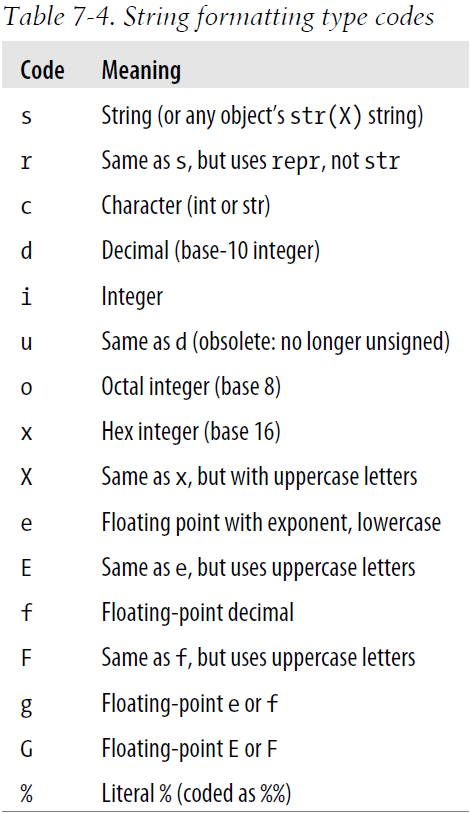 Table 7-4. String formatting type codes
Code Meaning
s String (or any object’s str(X) string)
r Same as s, but uses repr, not str
c Character (int or str)
d Decimal (base-10 integer)
i Integer
u Same as d (obsolete: no longer unsigned)
o Octal integer (base 8)
x Hex integer (base 16)
X Same as x, but with uppercase letters
e Floating point with exponent, lowercase
E Same as e, but uses uppercase letters
f Floating-point decimal
F Same as f, but uses uppercase letters
g Floating-point e or f
G Floating-point E or F
% Literal % (coded as %%)